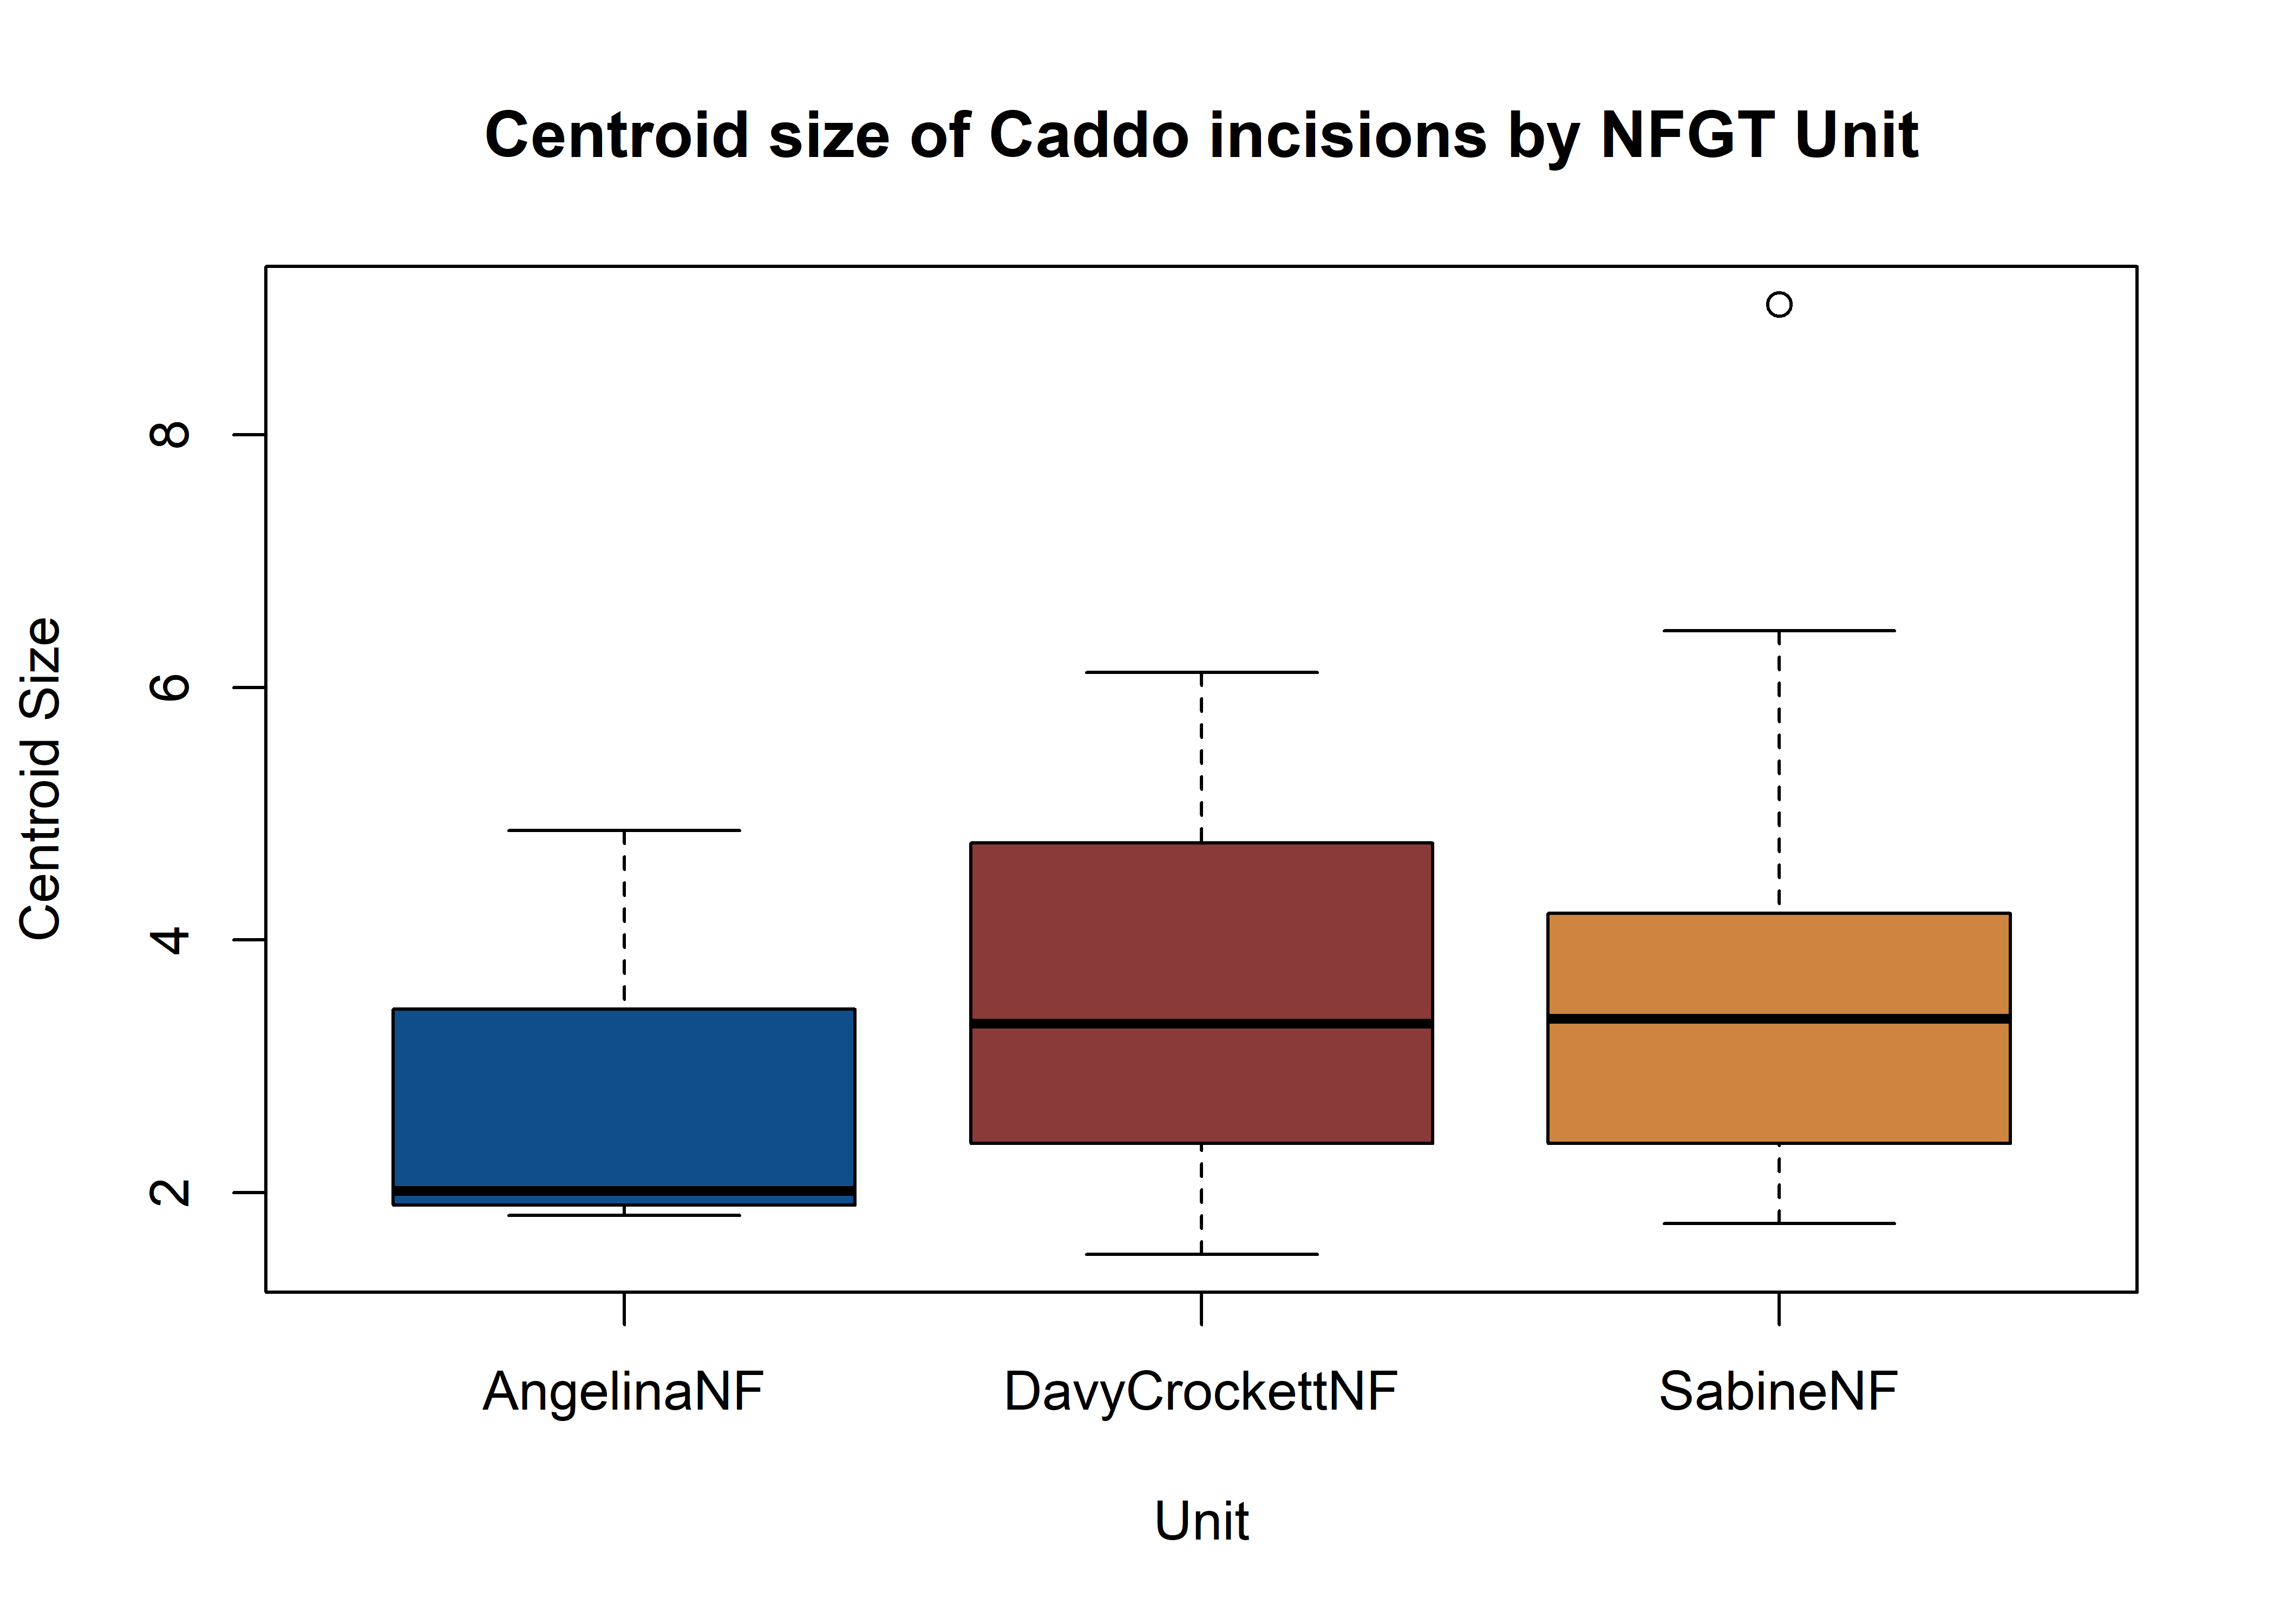 Centroid size of Caddo incisions by NFGT Unit
Centroid Size
8
6
4
2
AngelinaNF
DavyCrockettNF
SabineNF
Unit